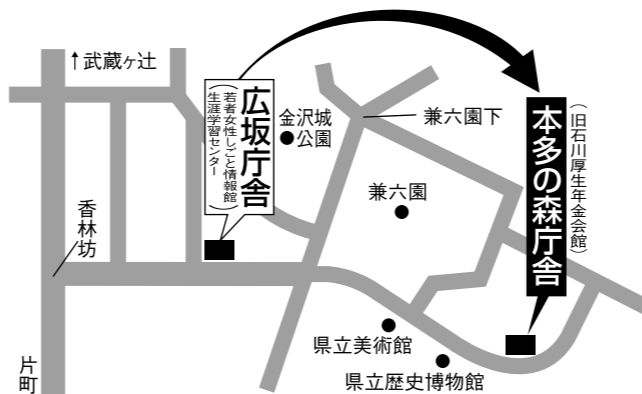 ↑武蔵ヶ辻
広坂庁舎
（若者女性しごと情報館
生涯学習センター）
金沢城
公園
兼六園下
本多の森庁舎
（旧石川厚生年金会館）
香林坊
兼六園
県立美術館
県立歴史博物館
片町